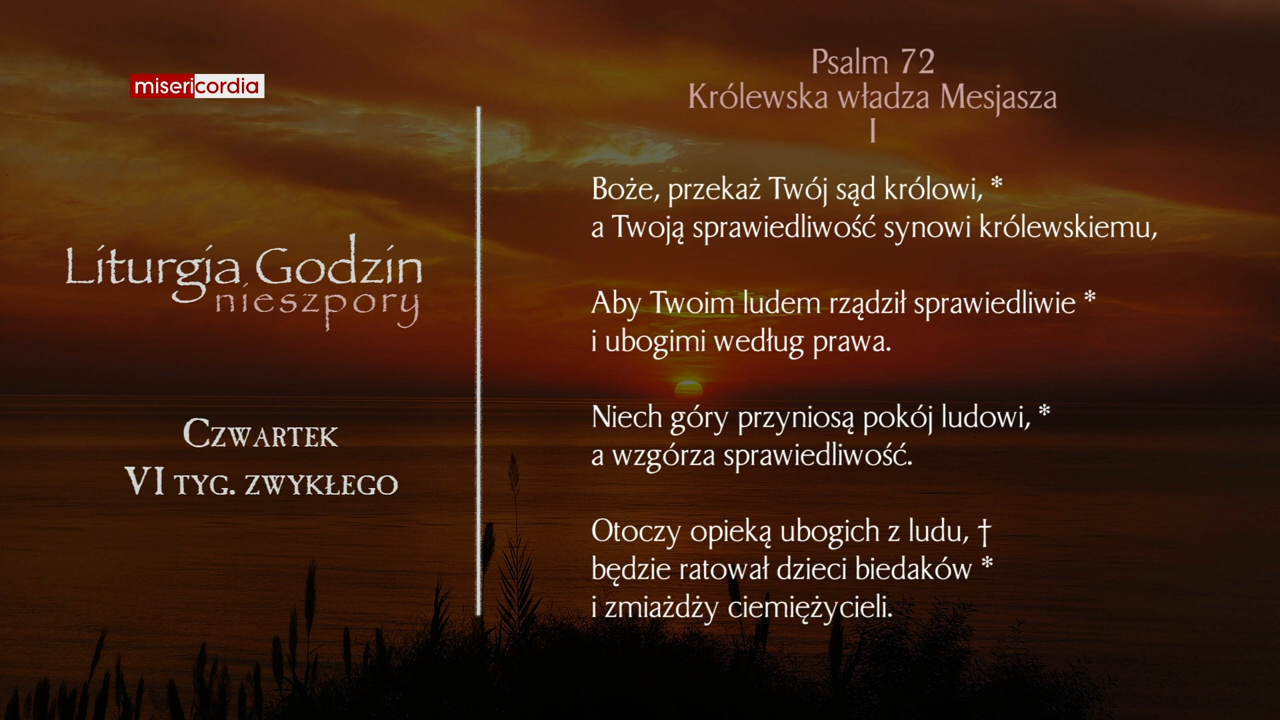 misericordia
Liturgia Godzin
nieszpory
Czwartek
VI tyg. zwykłego
Psalm 72
Królewska władza Mesjasza
I
Boże, przekaż Twój sąd królowi, *
a Twoją sprawiedliwość synowi królewskiemu,
Aby Twoim ludem rządził sprawiedliwie *
i ubogimi według prawa.
Niech góry przyniosą pokój ludowi, *
a wzgórza sprawiedliwość.
Otoczy opieką ubogich z ludu, †
będzie ratował dzieci biedaków *
i zmiażdży ciemiężycieli.